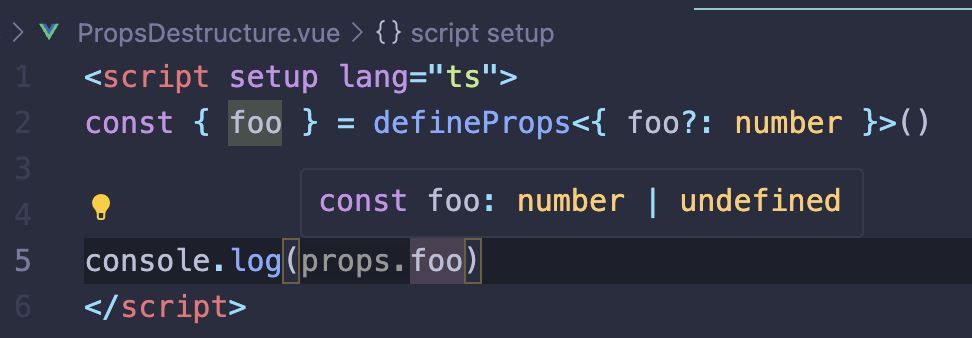 PropsDestructure.vue > {} script setup
1 <script setup lang="ts">
2 const { foo } = defineProps<{ foo?: number }>()
3
4
const foo: number | undefined
5 console.log(props.foo)
6 </script>